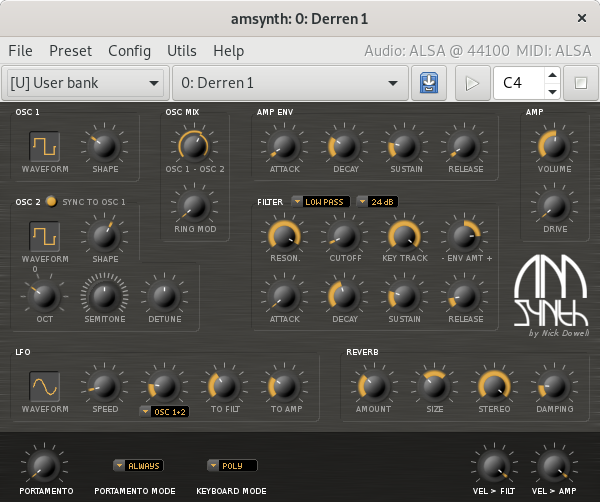 amsynth: 0: Derren 1
File Preset Config Utils Help Audio: ALSA @ 44100 MIDI: ALSA
[U] User bank 0: Derren 1 C4
OSC 1 OSC MIX AMP ENV AMP
WAVEFORM SHAPE OSC 1 - OSC 2 ATTACK DECAY SUSTAIN RELEASE VOLUME
OSC 2 SYNC TO OSC 1 FILTER LOW PASS 24 dB
RING MOD DRIVE
WAVEFORM SHAPE RESON. CUTOFF KEY TRACK - ENV AMT +
0
OCT SEMITONE DETUNE ATTACK DECAY SUSTAIN RELEASE
AM SYNTH
by Nick Dowell
LFO REVERB
WAVEFORM SPEED OSC 1+2 TO FILT TO AMP AMOUNT SIZE STEREO DAMPING
ALWAYS POLY
PORTAMENTO PORTAMENTO MODE KEYBOARD MODE VEL > FILT VEL > AMP